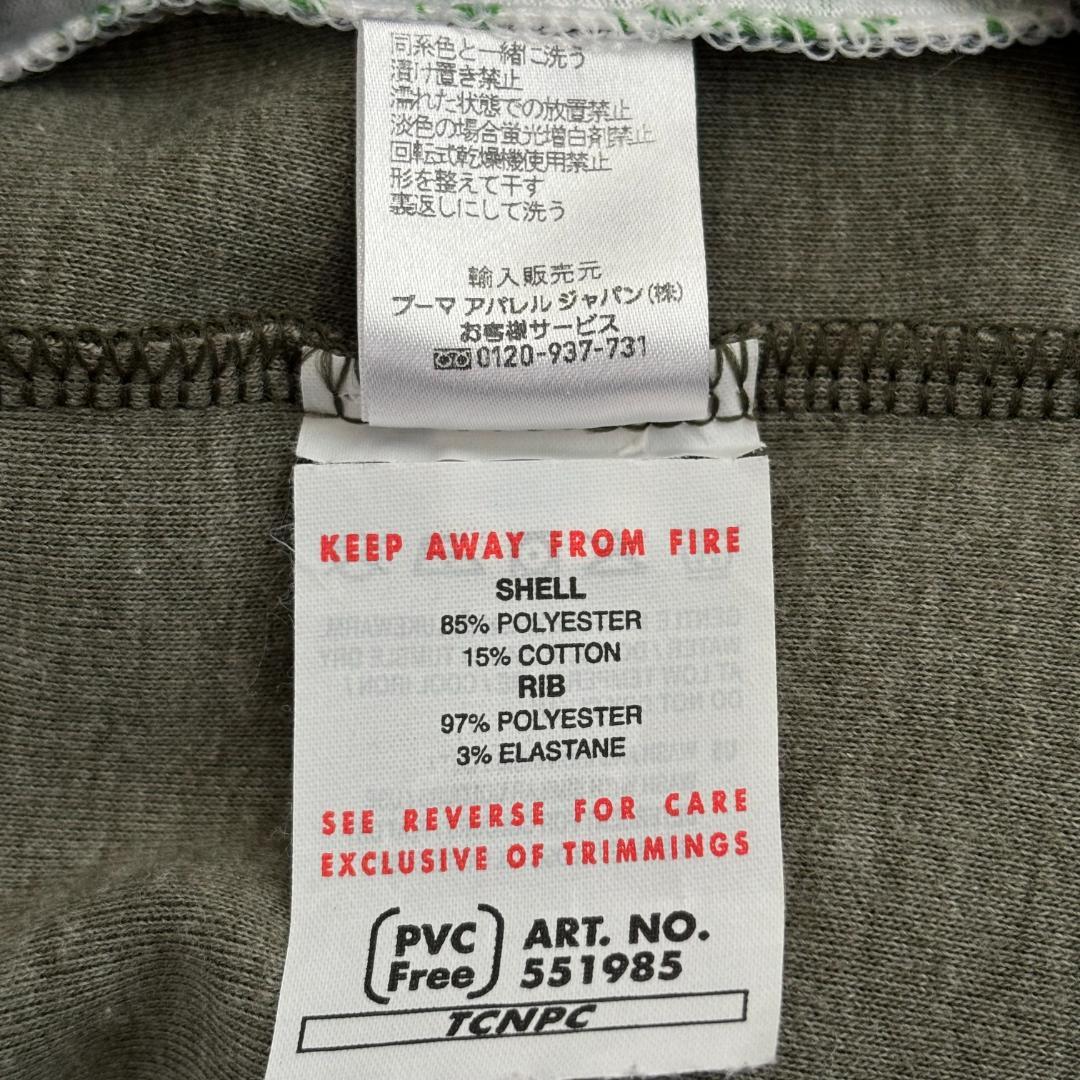 同系色と一緒に洗う
漬け置き禁止
濡れた状態での放置禁止
淡色の場合蛍光増白剤禁止
回転式乾燥機使用禁止
形を整えて干す
裏返しにして洗う
輸入販売元
プーマ アパレル ジャパン(株)
お客様サービス
0120-937-731
KEEP AWAY FROM FIRE
SHELL
85% POLYESTER
15% COTTON
RIB
97% POLYESTER
3% ELASTANE
SEE REVERSE FOR CARE
EXCLUSIVE OF TRIMMINGS
PVC Free
ART. NO.
551985
TCNPC